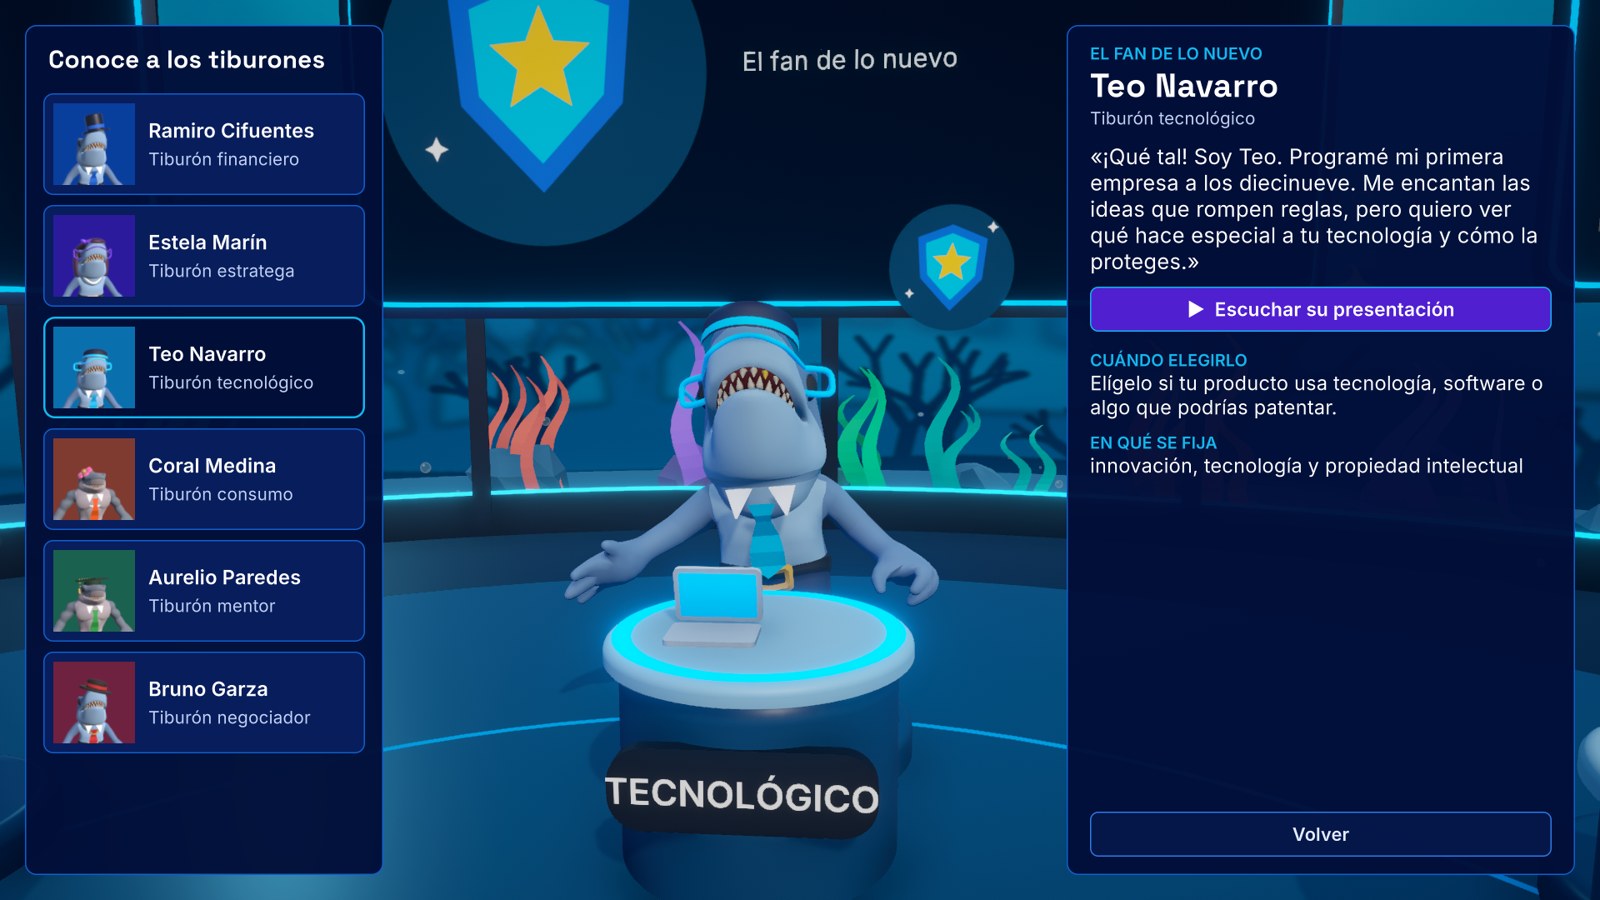 Conoce a los tiburones
Ramiro Cifuentes
Tiburón financiero
Estela Marín
Tiburón estratega
Teo Navarro
Tiburón tecnológico
Coral Medina
Tiburón consumo
Aurelio Paredes
Tiburón mentor
Bruno Garza
Tiburón negociador
El fan de lo nuevo
TECNOLÓGICO
EL FAN DE LO NUEVO
Teo Navarro
Tiburón tecnológico
«¡Qué tal! Soy Teo. Programé mi primera
empresa a los diecinueve. Me encantan las
ideas que rompen reglas, pero quiero ver
qué hace especial a tu tecnología y cómo la
proteges.»
Escuchar su presentación
CUÁNDO ELEGIRLO
Elígelo si tu producto usa tecnología, software o
algo que podrías patentar.
EN QUÉ SE FIJA
innovación, tecnología y propiedad intelectual
Volver